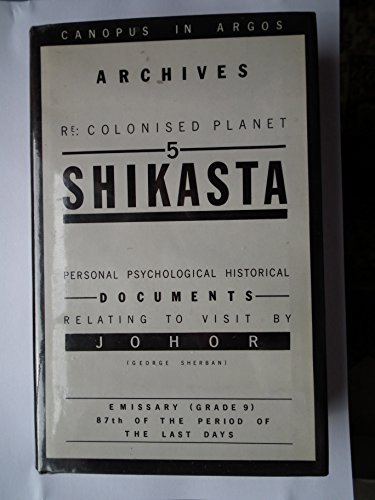 CANOPUS IN ARGOS
ARCHIVES
RE: COLONISED PLANET
5
SHIKASTA
PERSONAL PSYCHOLOGICAL HISTORICAL
DOCUMENTS
RELATING TO VISIT BY
JOHOR
(GEORGE SHERBAN)
EMISSARY (GRADE 9)
87th OF THE PERIOD OF
THE LAST DAYS